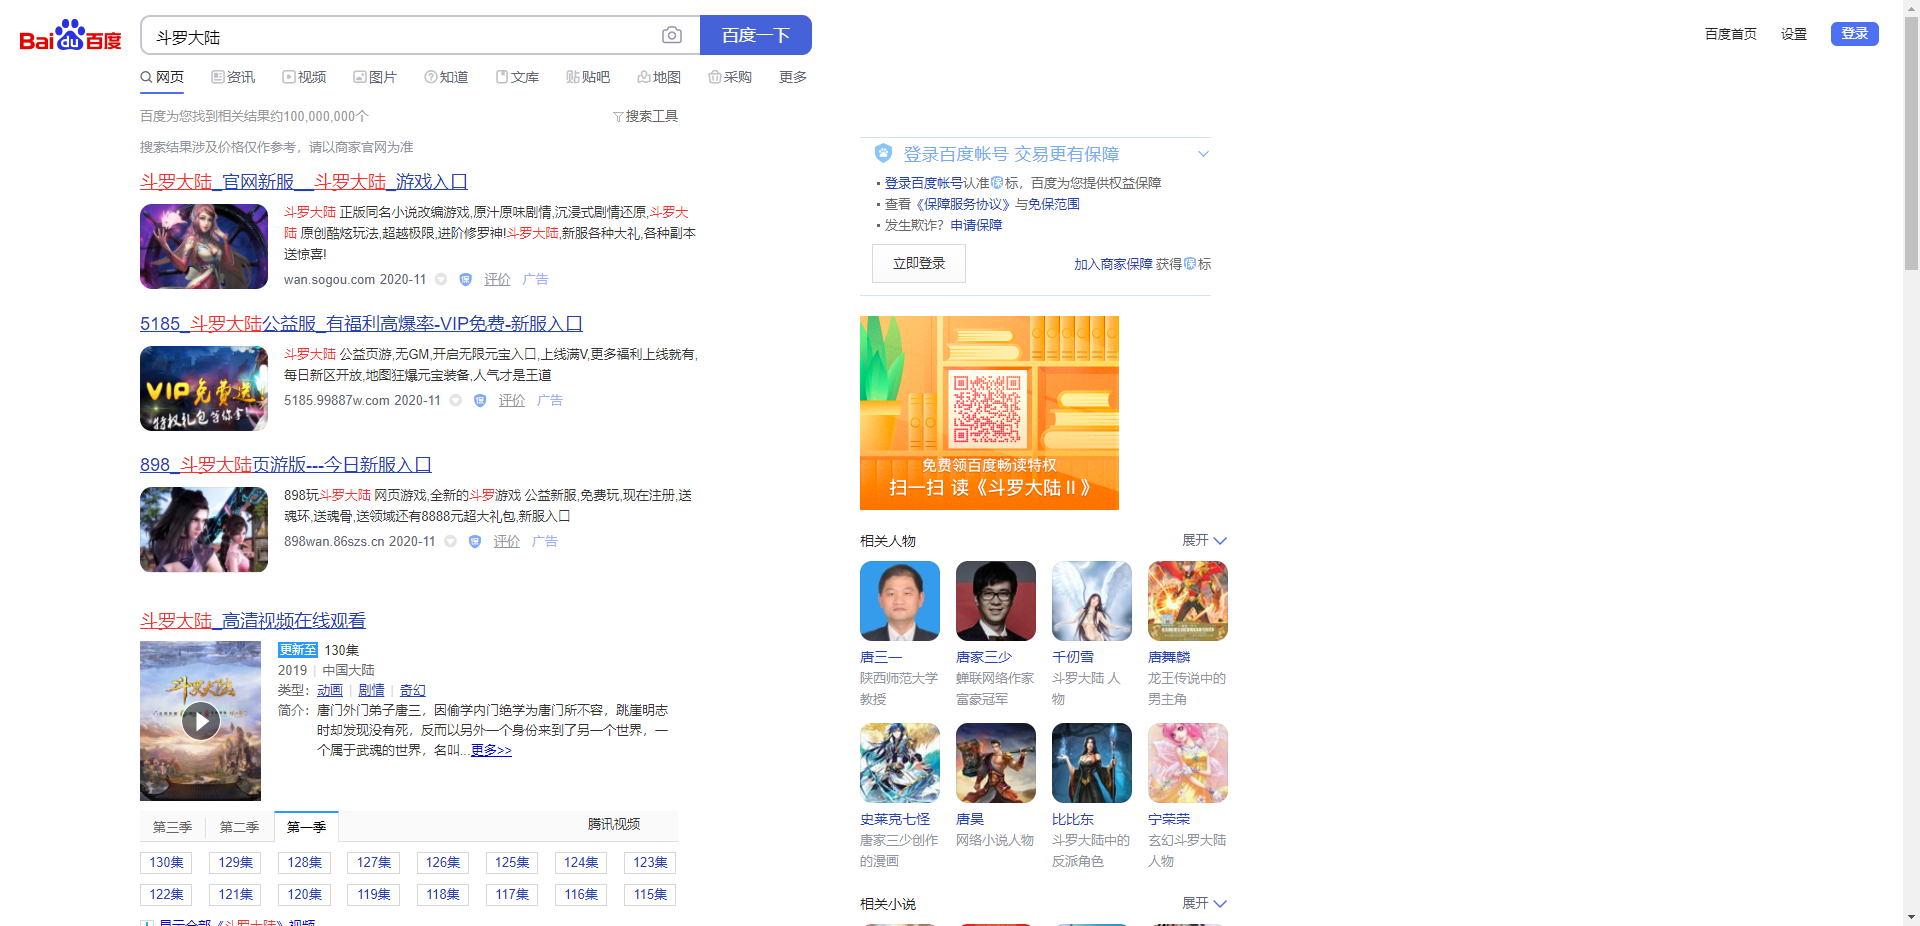 Bai du 百度
斗罗大陆
百度一下
百度首页 设置 登录
网页 资讯 视频 图片 知道 文库 贴吧 地图 采购 更多
百度为您找到相关结果约100,000,000个
搜索工具
搜索结果涉及价格仅作参考，请以商家官网为准
斗罗大陆_官网新服__斗罗大陆_游戏入口
斗罗大陆 正版同名小说改编游戏,原汁原味剧情,沉浸式剧情还原,斗罗大
陆 原创酷炫玩法,超越极限,进阶修罗神!斗罗大陆,新服各种大礼,各种副本
送惊喜!
wan.sogou.com 2020-11 保 评价 广告
5185_斗罗大陆公益服_有福利高爆率-VIP免费-新服入口
VIP免费送!
特权礼包等你拿!
斗罗大陆 公益页游,无GM,开启无限元宝入口,上线满V,更多福利上线就有,
每日新区开放,地图狂爆元宝装备,人气才是王道
5185.99887w.com 2020-11 保 评价 广告
898_斗罗大陆页游版---今日新服入口
898玩斗罗大陆 网页游戏,全新的斗罗游戏 公益新服,免费玩,现在注册,送
魂环,送魂骨,送领域还有8888元超大礼包,新服入口
898wan.86szs.cn 2020-11 保 评价 广告
斗罗大陆_高清视频在线观看
斗罗大陆
更新至 130集
2019 | 中国大陆
类型： 动画 | 剧情 | 奇幻
简介： 唐门外门弟子唐三，因偷学内门绝学为唐门所不容，跳崖明志
时却发现没有死，反而以另外一个身份来到了另一个世界，一
个属于武魂的世界，名叫...更多>>
第三季 第二季 第一季 腾讯视频
130集 129集 128集 127集 126集 125集 124集 123集
122集 121集 120集 119集 118集 117集 116集 115集
显示全部《斗罗大陆》视频
登录百度帐号 交易更有保障
登录百度帐号认准保标，百度为您提供权益保障
查看《保障服务协议》与免保范围
发生欺诈？申请保障
立即登录
加入商家保障 获得保标
免费领百度畅读特权
扫一扫 读《斗罗大陆Ⅱ》
相关人物 展开
唐三一 唐家三少 千仞雪 唐舞麟
陕西师范大学 蝉联网络作家 斗罗大陆 人 龙王传说中的
教授 富豪冠军 物 男主角
史莱克七怪 唐昊 比比东 宁荣荣
唐家三少创作 网络小说人物 斗罗大陆中的 玄幻斗罗大陆
的漫画 反派角色 人物
相关小说 展开